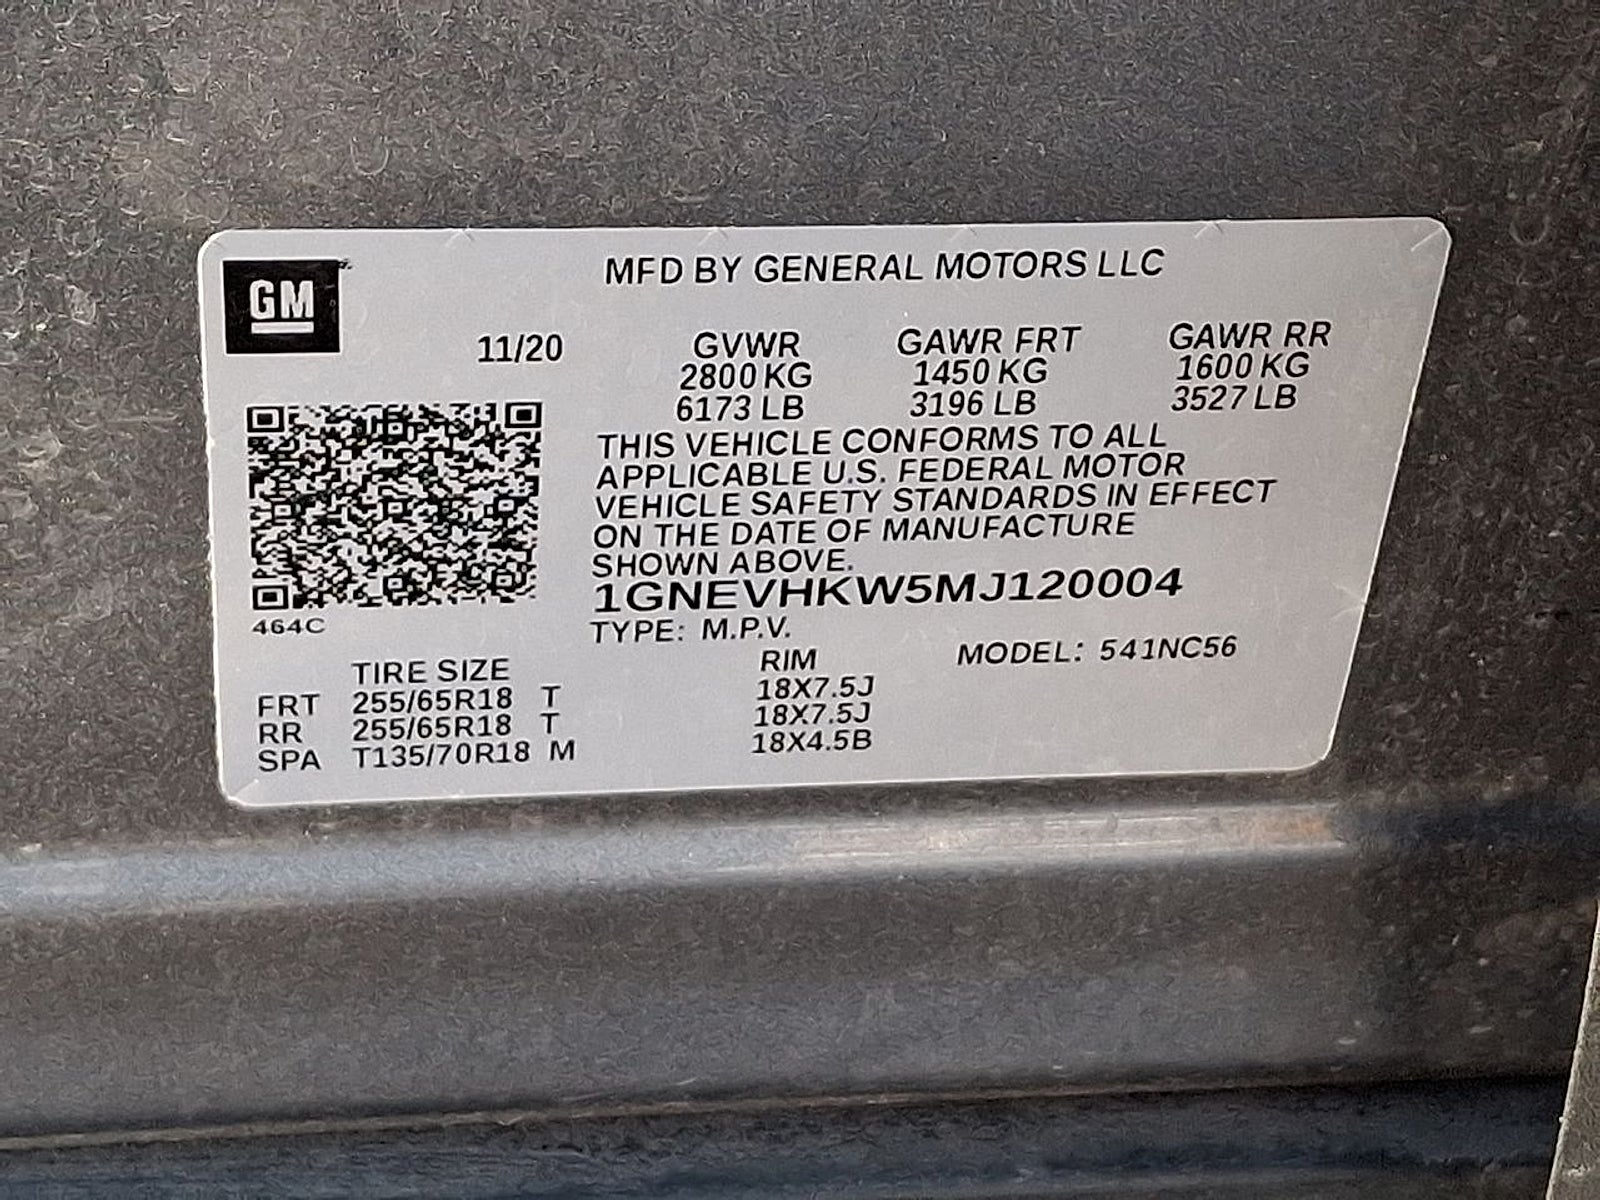 GM
MFD BY GENERAL MOTORS LLC
11/20 GVWR GAWR FRT GAWR RR
2800 KG 1450 KG 1600 KG
6173 LB 3196 LB 3527 LB
THIS VEHICLE CONFORMS TO ALL
APPLICABLE U.S. FEDERAL MOTOR
VEHICLE SAFETY STANDARDS IN EFFECT
ON THE DATE OF MANUFACTURE
SHOWN ABOVE.
1GNEVHKW5MJ120004
464C
TYPE: M.P.V.
MODEL: 541NC56
TIRE SIZE RIM
FRT 255/65R18 T 18X7.5J
RR 255/65R18 T 18X7.5J
SPA T135/70R18 M 18X4.5B